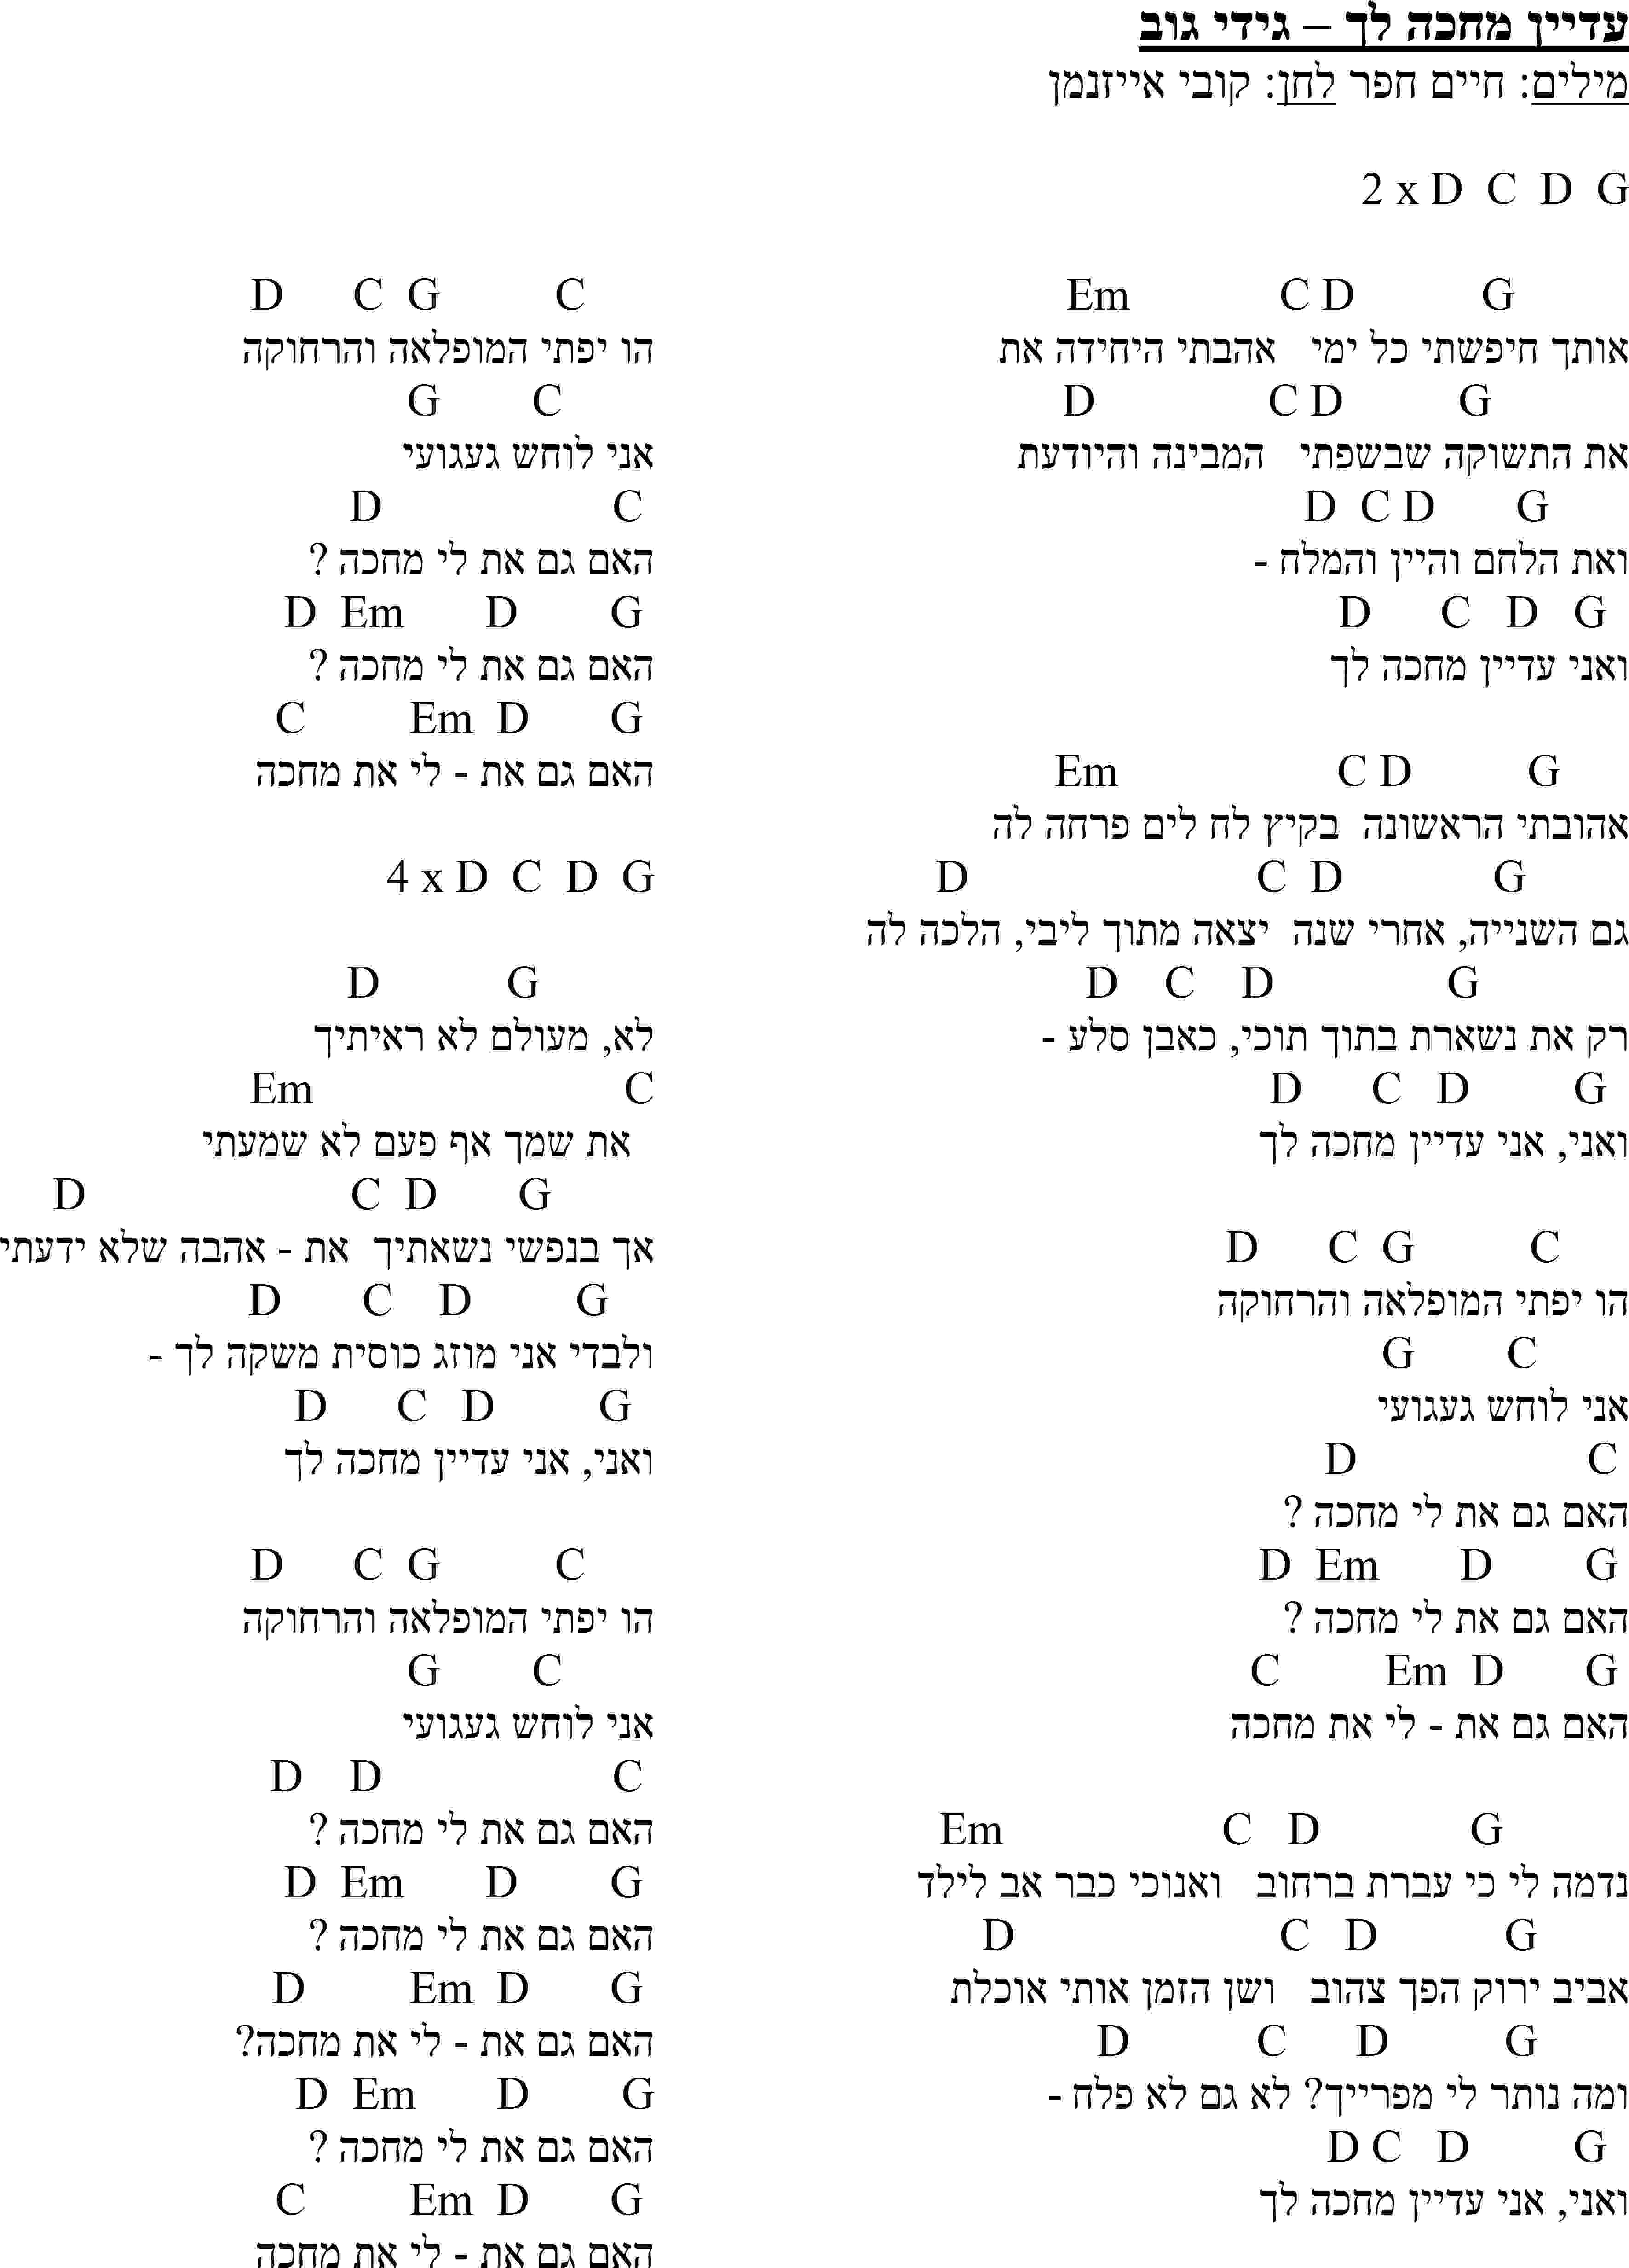 עדיין מחכה לך – גידי גוב
מילים: חיים חפר לחן: קובי אייזנמן
2 x D C D G
Em C D G
אותך חיפשתי כל ימי אהבתי היחידה את
D C D G
את התשוקה שבשפתי המבינה והיודעת
D C D G
ואת הלחם והיין והמלח -
D C D G
ואני עדיין מחכה לך
Em C D G
אהובתי הראשונה בקיץ לח לים פרחה לה
D C D G
גם השנייה, אחרי שנה יצאה מתוך ליבי, הלכה לה
D C D G
רק את נשארת בתוך תוכי, כאבן סלע -
D C D G
ואני, אני עדיין מחכה לך
D C G C
הו יפתי המופלאה והרחוקה
G C
אני לוחש געגועי
D C
האם גם את לי מחכה ?
D Em D G
האם גם את לי מחכה ?
C Em D G
האם גם את - לי את מחכה
Em C D G
נדמה לי כי עברת ברחוב ואנוכי כבר אב לילד
D C D G
אביב ירוק הפך צהוב ושן הזמן אותי אוכלת
D C D G
ומה נותר לי מפרייך? לא גם לא פלח -
D C D G
ואני, אני עדיין מחכה לך
D C G C
הו יפתי המופלאה והרחוקה
G C
אני לוחש געגועי
D C
האם גם את לי מחכה ?
D Em D G
האם גם את לי מחכה ?
C Em D G
האם גם את - לי את מחכה
4 x D C D G
D G
לא, מעולם לא ראיתיך
Em C
את שמך אף פעם לא שמעתי
D C D G
אך בנפשי נשאתיך את - אהבה שלא ידעתי
D C D G
ולבדי אני מוזג כוסית משקה לך -
D C D G
ואני, אני עדיין מחכה לך
D C G C
הו יפתי המופלאה והרחוקה
G C
אני לוחש געגועי
D D C
האם גם את לי מחכה ?
D Em D G
האם גם את לי מחכה ?
D Em D G
האם גם את - לי את מחכה?
D Em D G
האם גם את לי מחכה ?
C Em D G
האם גם את - לי את מחכה